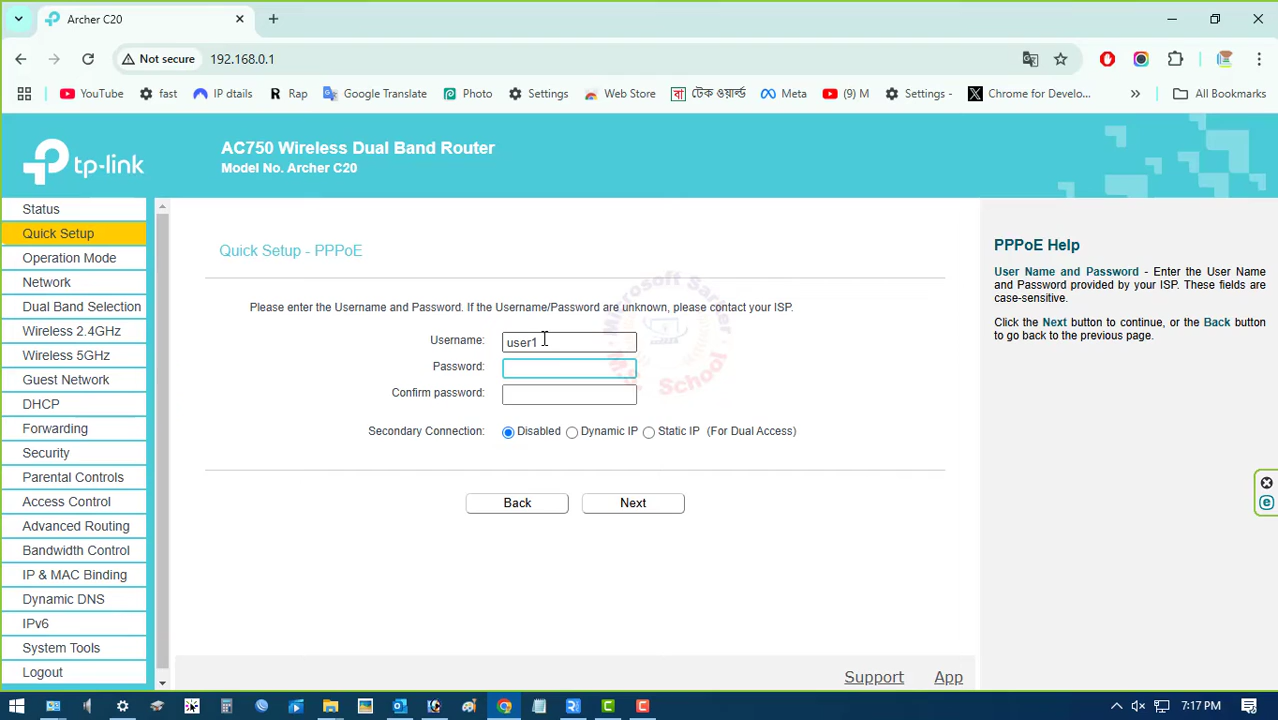 Archer C20
Not secure
192.168.0.1
YouTube
fast
IP dtails
Rap
Google Translate
Photo
Settings
Web Store
টেক ওয়ার্ল্ড
Meta
(9) M
Settings -
Chrome for Develo...
All Bookmarks
tp-link
AC750 Wireless Dual Band Router
Model No. Archer C20
Status
Quick Setup
Operation Mode
Network
Dual Band Selection
Wireless 2.4GHz
Wireless 5GHz
Guest Network
DHCP
Forwarding
Security
Parental Controls
Access Control
Advanced Routing
Bandwidth Control
IP & MAC Binding
Dynamic DNS
IPv6
System Tools
Logout
Quick Setup - PPPoE
Please enter the Username and Password. If the Username/Password are unknown, please contact your ISP.
Username:
user1
Password:
Confirm password:
Secondary Connection:
Disabled
Dynamic IP
Static IP
(For Dual Access)
Back
Next
Microsoft Sarver
School
PPPoE Help
User Name and Password - Enter the User Name
and Password provided by your ISP. These fields are
case-sensitive.
Click the Next button to continue, or the Back button
to go back to the previous page.
Support
App
7:17 PM